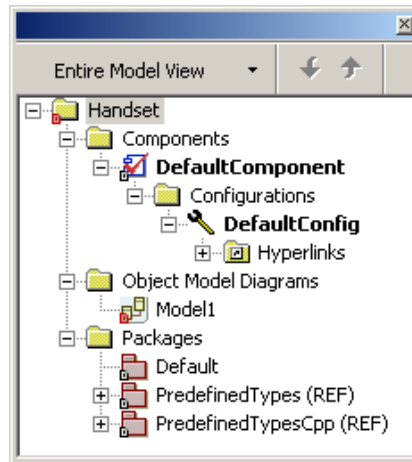 Entire Model View
Handset
Components
DefaultComponent
Configurations
DefaultConfig
Hyperlinks
Object Model Diagrams
Model1
Packages
Default
PredefinedTypes (REF)
PredefinedTypesCpp (REF)